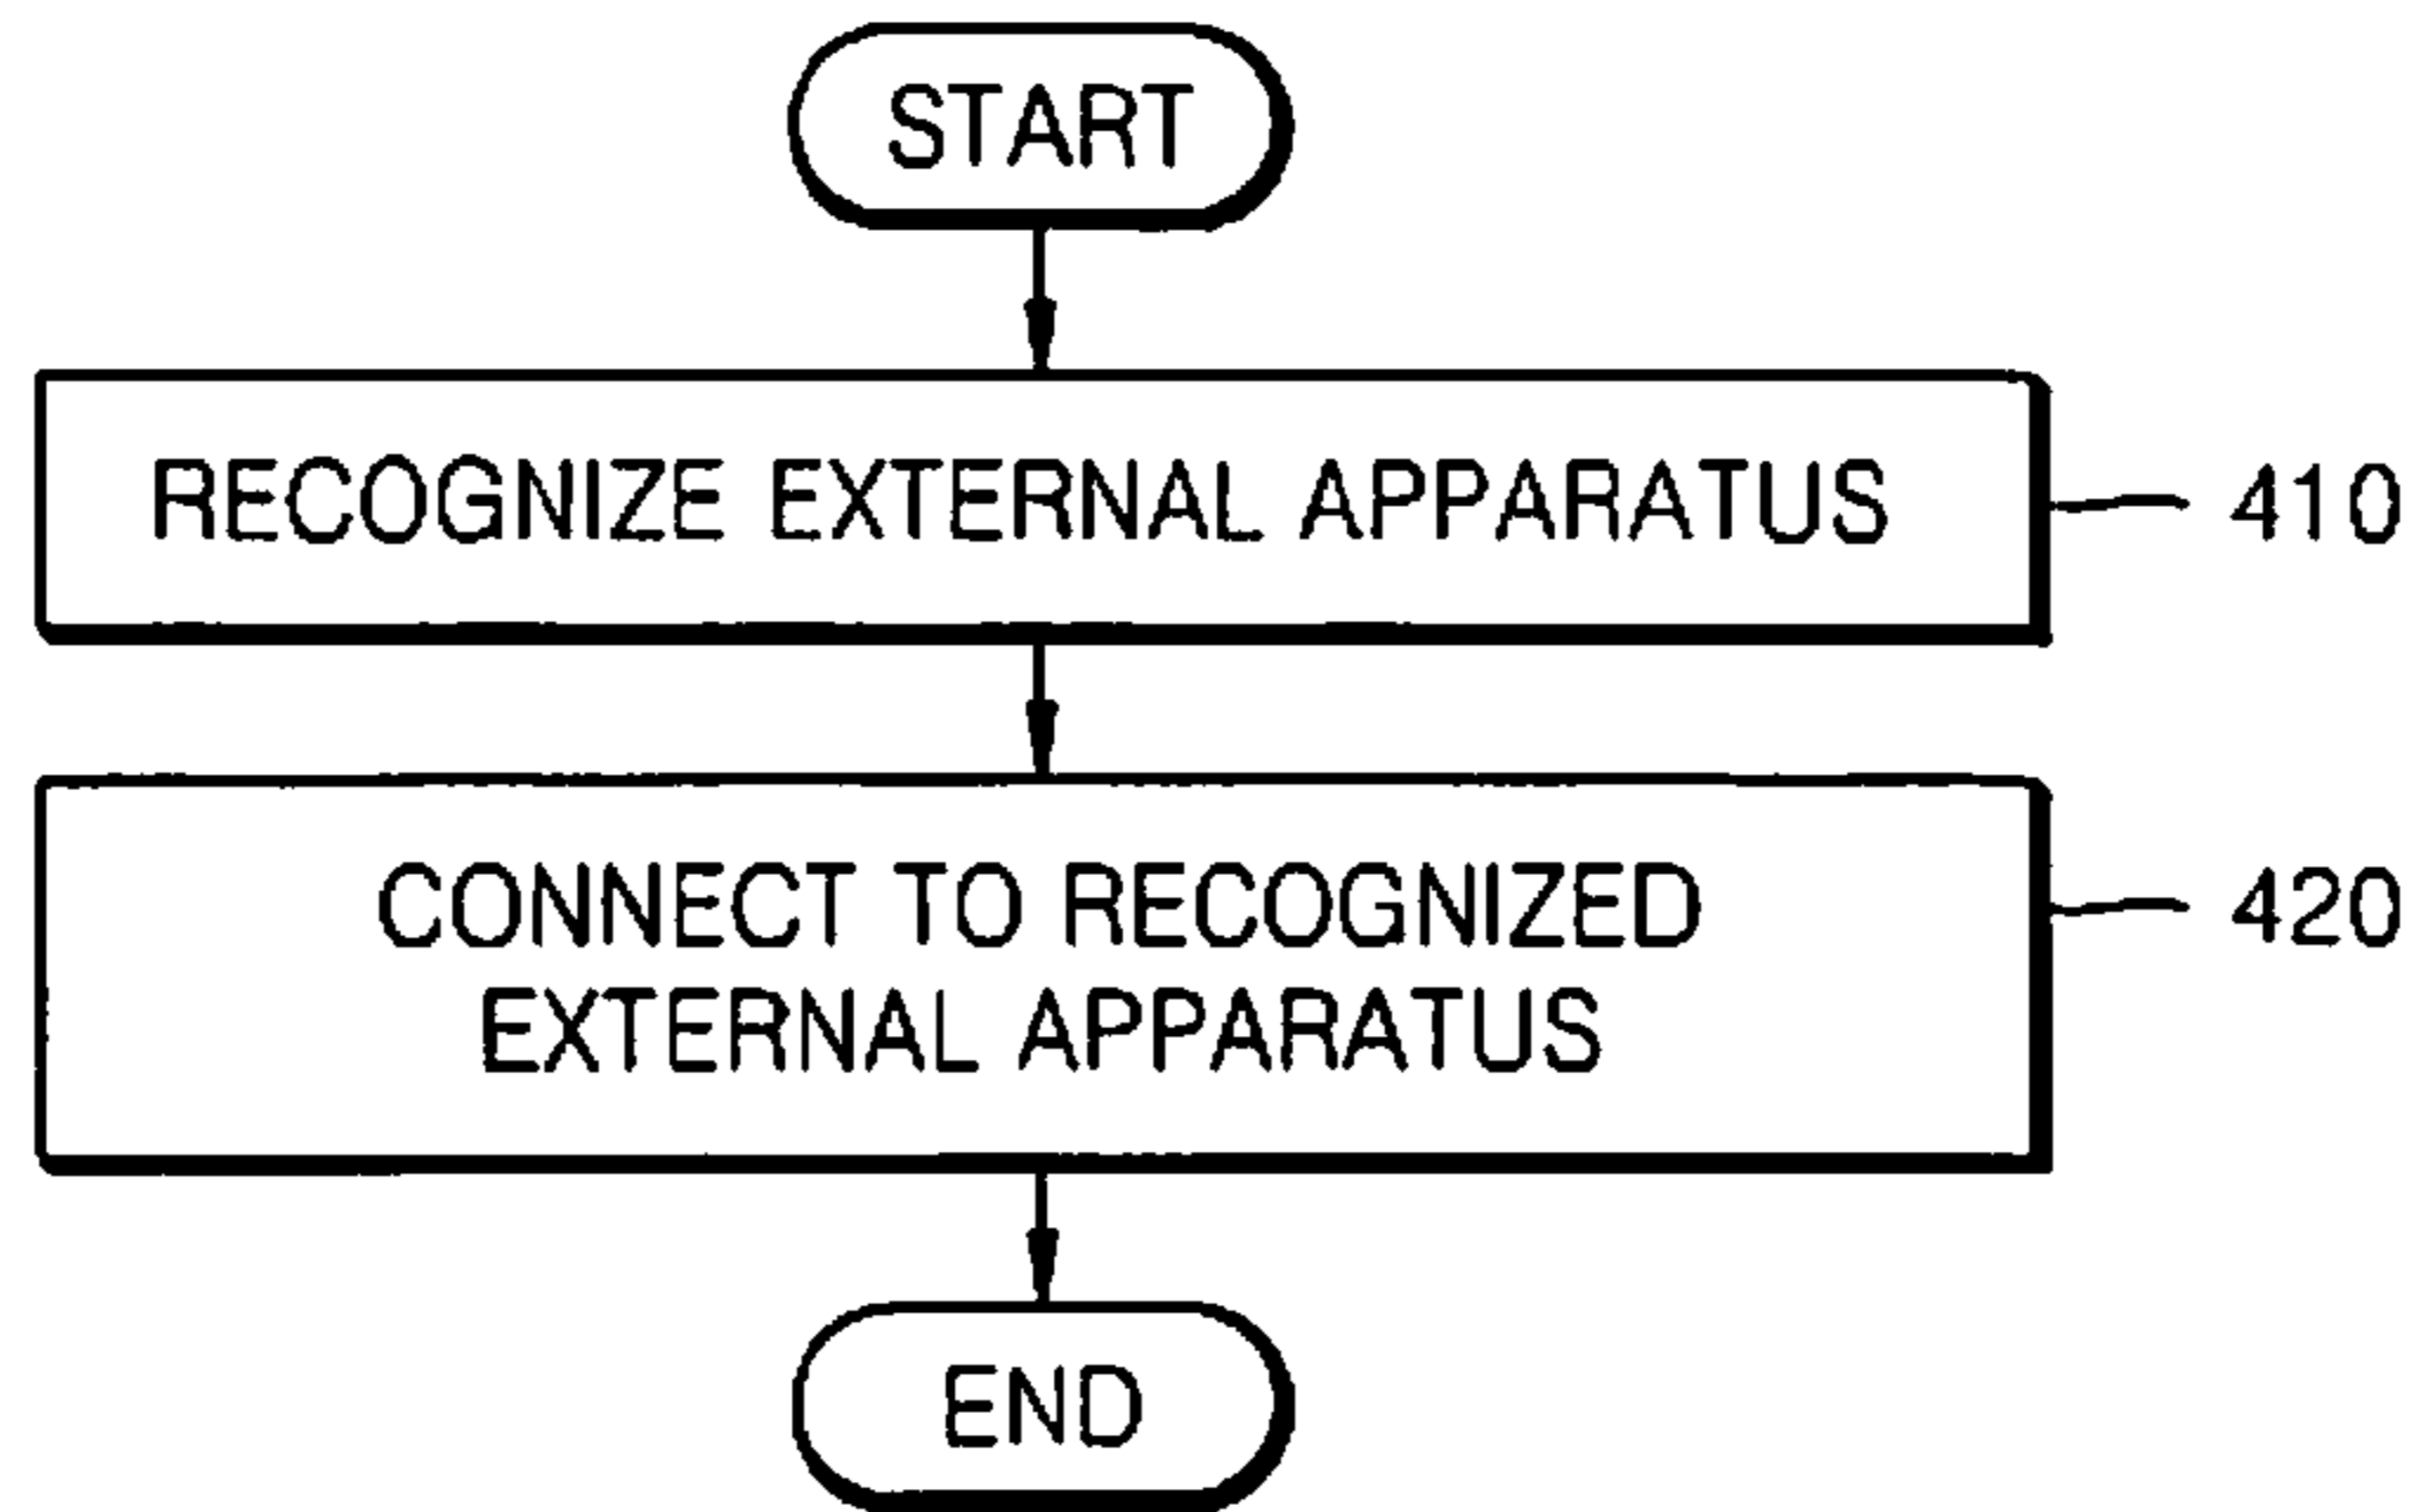 START
RECOGNIZE EXTERNAL APPARATUS
410
CONNECT TO RECOGNIZED
420
EXTERNAL APPARATUS
END